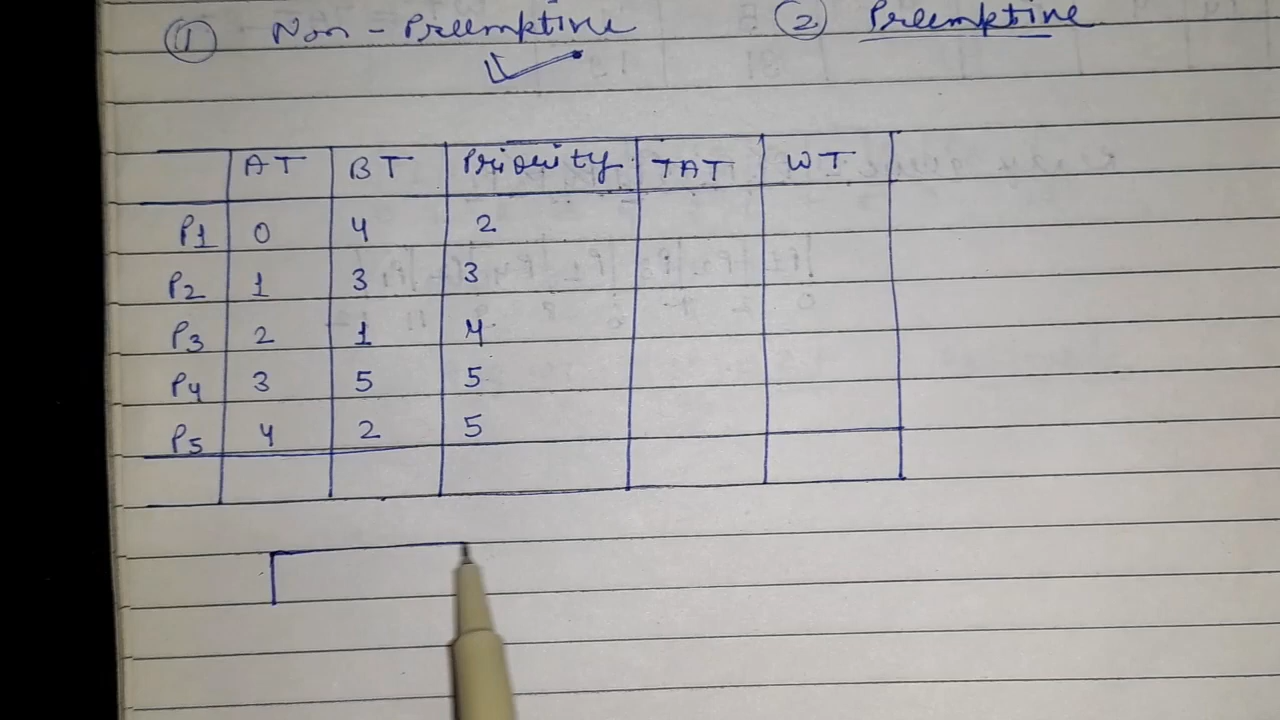 ① Non-Preemptive ② Preemptive
AT BT Priority TAT WT
P1 0 4 2
P2 1 3 3
P3 2 1 4
P4 3 5 5
P5 4 2 5